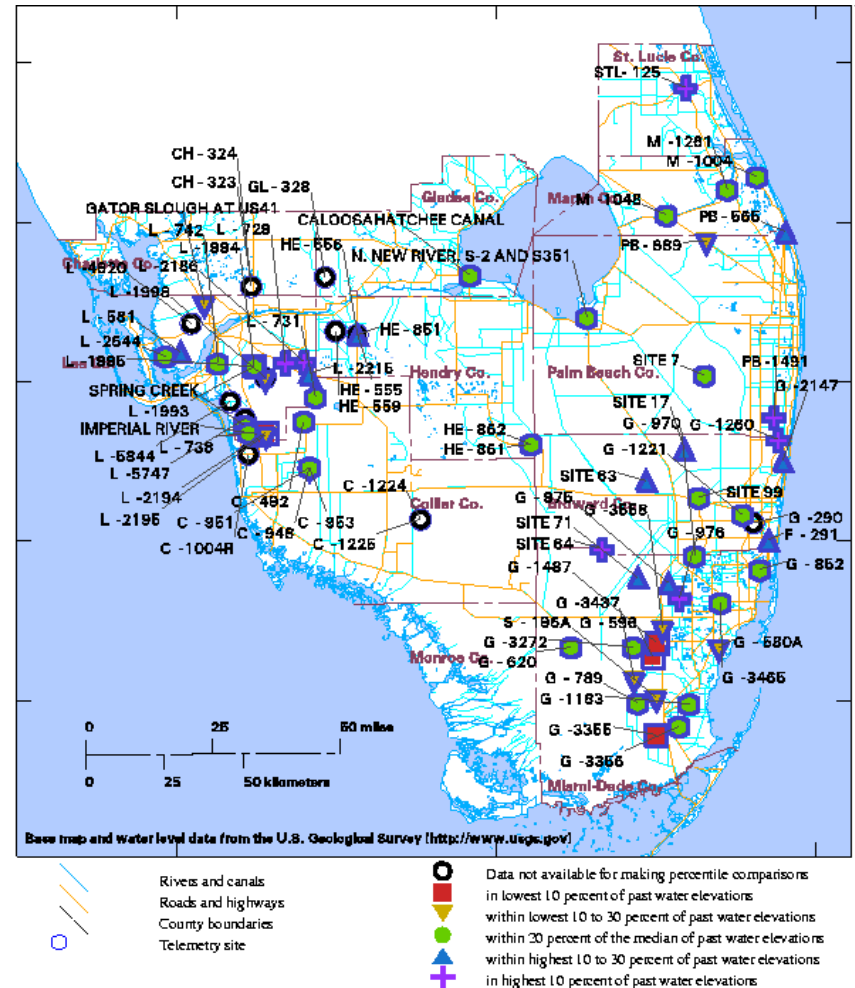 St. Lucie Co.
STL- 125
M -1261
M -1004
CH - 324
CH - 323
GL - 328
GATOR SLOUGH AT US41
Glades Co.
Martin Co.
M - 1048
CALOOSAHATCHEE CANAL
L - 742
L - 729
PB - 565
L -1994
HE - 556
PB - 689
N. NEW RIVER, S-2 AND S351
Charlotte Co.
L - 4820
L - 2186
L -1998
L - 581
L - 731
HE - 851
L - 2644
SITE 7
PB -1491
Lee Co.
L -1995
L - 2215
Hendry Co.
Palm Beach Co.
G - 2147
SPRING CREEK
HE - 555
SITE 17
L -1993
HE - 559
G - 970
G - 1260
IMPERIAL RIVER
HE - 862
L - 738
HE - 861
G - 1221
L - 5844
L - 5747
SITE 63
C - 1224
L - 2194
SITE 99
C - 492
Collier Co.
G - 975
Broward Co.
L - 2195
G - 3568
C - 951
C - 953
SITE 71
G - 290
C - 948
G - 976
F - 291
C - 1004R
C - 1225
SITE 64
G - 1487
G - 852
G - 3437
S - 196A
G - 596
G - 3272
G - 580A
Monroe Co.
G - 620
G - 3465
G - 789
G - 1183
0
25
50 miles
G - 3355
G - 3356
0
25
50 kilometers
Miami-Dade Co.
Base map and water level data from the U.S. Geological Survey (http://www.usgs.gov)
Rivers and canals
Roads and highways
County boundaries
Telemetry site
Data not available for making percentile comparisons
in lowest 10 percent of past water elevations
within lowest 10 to 30 percent of past water elevations
within 20 percent of the median of past water elevations
within highest 10 to 30 percent of past water elevations
in highest 10 percent of past water elevations